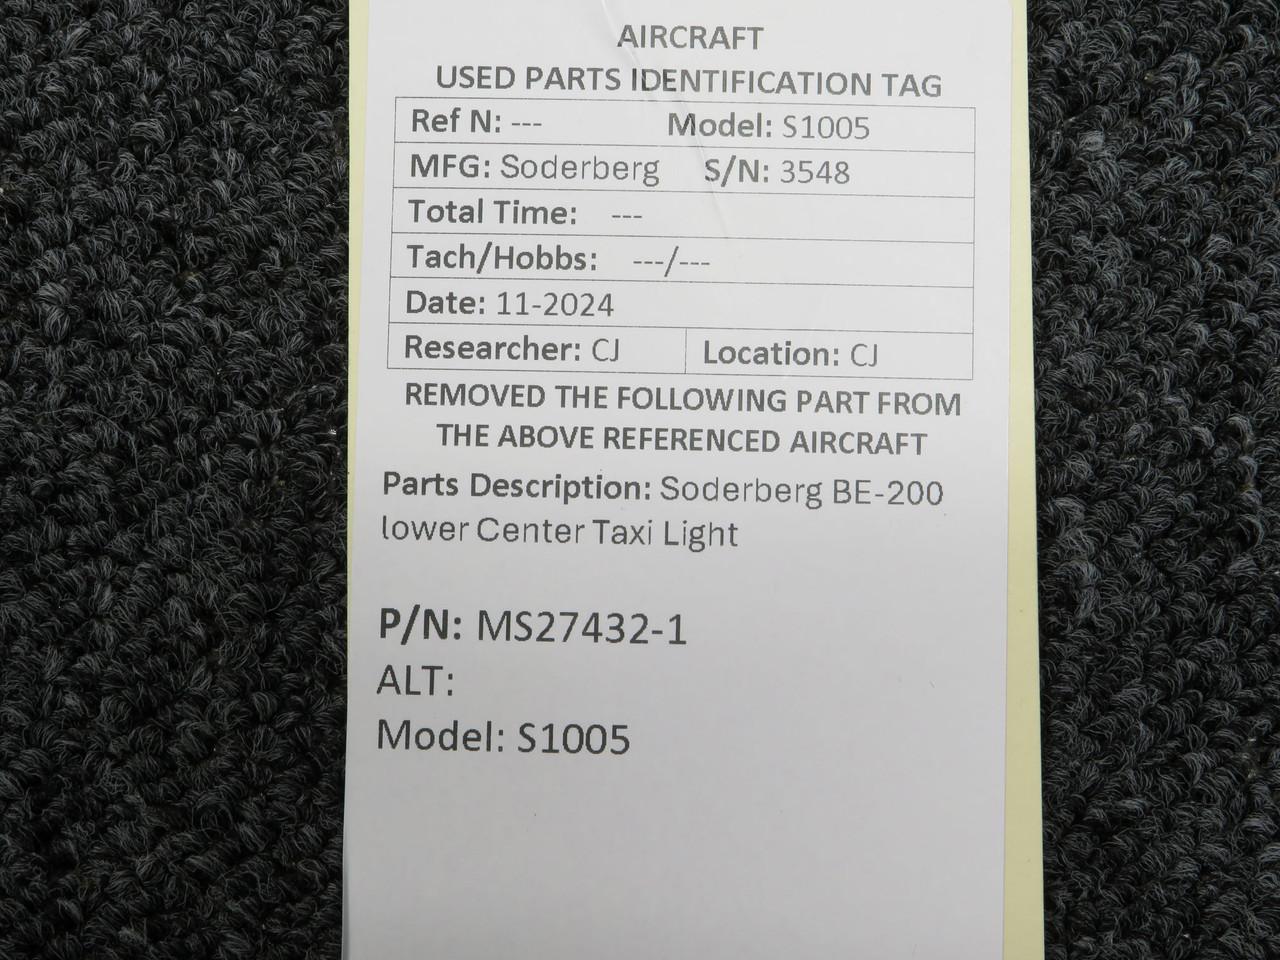 AIRCRAFT
USED PARTS IDENTIFICATION TAG
Ref N: --- Model: S1005
MFG: Soderberg S/N: 3548
Total Time: ---
Tach/Hobbs: ---/---
Date: 11-2024
Researcher: CJ Location: CJ
REMOVED THE FOLLOWING PART FROM
THE ABOVE REFERENCED AIRCRAFT
Parts Description: Soderberg BE-200
lower Center Taxi Light
P/N: MS27432-1
ALT:
Model: S1005